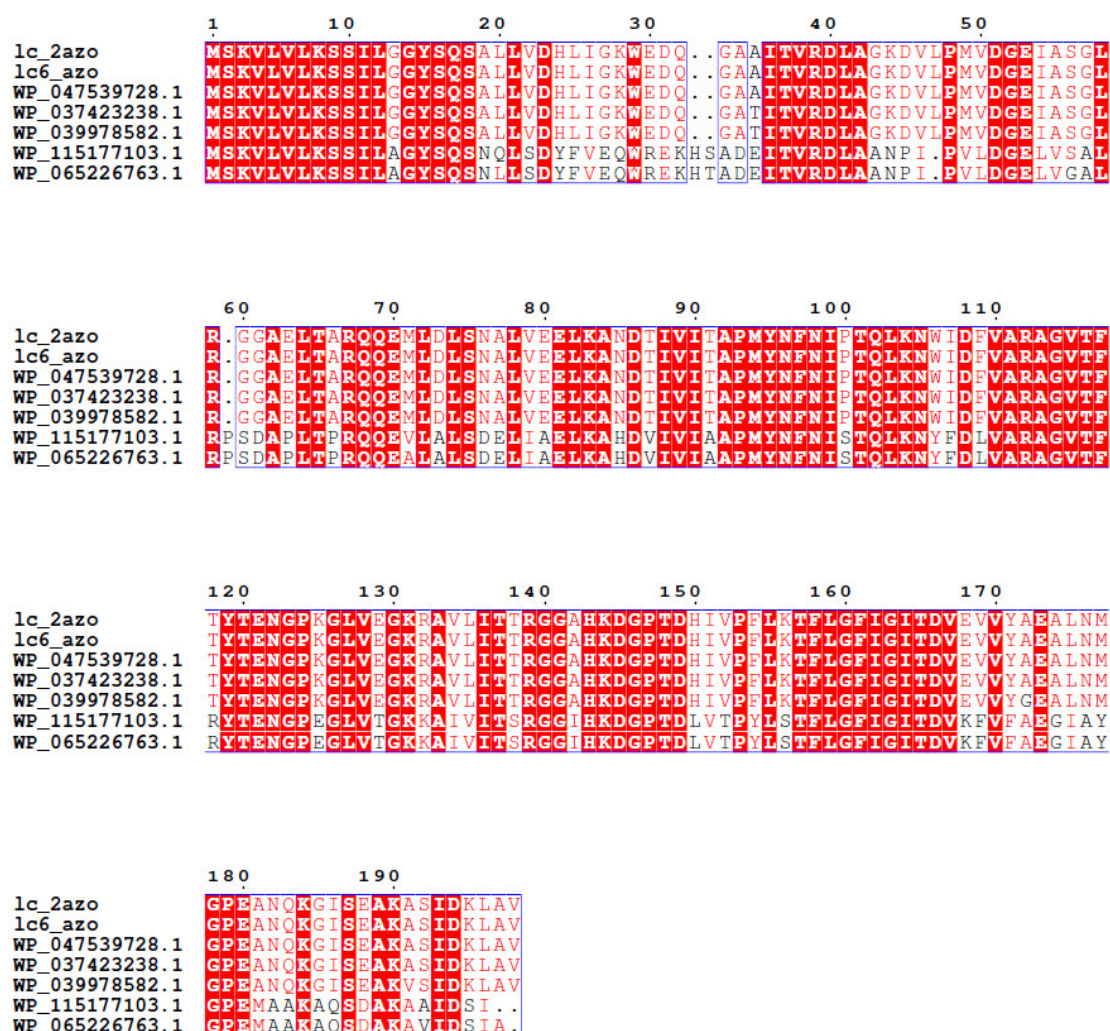 1 10 20 30 40 50
lc_2azo MSKVLVLKSSILGGYSQSALLVDHLIGKWEDQ..GAAITVRDLAGKDVLPMVDGEIASGL
lc6_azo MSKVLVLKSSILGGYSQSALLVDHLIGKWEDQ..GAAITVRDLAGKDVLPMVDGEIASGL
WP_047539728.1 MSKVLVLKSSILGGYSQSALLVDHLIGKWEDQ..GAAITVRDLAGKDVLPMVDGEIASGL
WP_037423238.1 MSKVLVLKSSILGGYSQSALLVDHLIGKWEDQ..GATITVRDLAGKDVLPMVDGEIASGL
WP_039978582.1 MSKVLVLKSSILGGYSQSALLVDHLIGKWEDQ..GATITVRDLAGKDVLPMVDGEIASGL
WP_115177103.1 MSKVLVLKSSILAGYSQSNQLSDYFVEQWREKHSADEITVRDLAANPI.PVLDGELVSAL
WP_065226763.1 MSKVLVLKSSILAGYSQSNLLSDYFVEQWREKHTADEITVRDLAANPI.PVLDGELVGAL
60 70 80 90 100 110
lc_2azo R.GGAELTARQQEMLDLSNALVEELKANDTIVITAPMYNFNIPTQLKNWIDFVARAGVTF
lc6_azo R.GGAELTARQQEMLDLSNALVEELKANDTIVITAPMYNFNIPTQLKNWIDFVARAGVTF
WP_047539728.1 R.GGAELTARQQEMLDLSNALVEELKANDTIVITAPMYNFNIPTQLKNWIDFVARAGVTF
WP_037423238.1 R.GGAELTARQQEMLDLSNALVEELKANDTIVITAPMYNFNIPTQLKNWIDFVARAGVTF
WP_039978582.1 R.GGAELTARQQEMLDLSNALVEELKANDTIVITAPMYNFNIPTQLKNWIDFVARAGVTF
WP_115177103.1 RPSDAPLTPRQQEVLALSDELIAELKAHDVIVIAAPMYNFNISTQLKNYFDLVARAGVTF
WP_065226763.1 RPSDAPLTPRQQEALALSDELIAELKAHDVIVIAAPMYNFNISTQLKNYFDLVARAGVTF
120 130 140 150 160 170
lc_2azo TYTENGPKGLVEGKRAVLITTRGGAHKDGPTDHIVPFLKTFLGFIGITDVEVVYAEALNM
lc6_azo TYTENGPKGLVEGKRAVLITTRGGAHKDGPTDHIVPFLKTFLGFIGITDVEVVYAEALNM
WP_047539728.1 TYTENGPKGLVEGKRAVLITTRGGAHKDGPTDHIVPFLKTFLGFIGITDVEVVYAEALNM
WP_037423238.1 TYTENGPKGLVEGKRAVLITTRGGAHKDGPTDHIVPFLKTFLGFIGITDVEVVYAEALNM
WP_039978582.1 TYTENGPKGLVEGKRAVLITTRGGAHKDGPTDHIVPFLKTFLGFIGITDVEVVYGEALNM
WP_115177103.1 RYTENGPEGLVTGKKAIVITSRGGIHKDGPTDLVTPYLSTFLGFIGITDVKFVFAEGIAY
WP_065226763.1 RYTENGPEGLVTGKKAIVITSRGGIHKDGPTDLVTPYLSTFLGFIGITDVKFVFAEGIAY
180 190
lc_2azo GPEANQKGISEAKASIDKLAV
lc6_azo GPEANQKGISEAKASIDKLAV
WP_047539728.1 GPEANQKGISEAKASIDKLAV
WP_037423238.1 GPEANQKGISEAKASIDKLAV
WP_039978582.1 GPEANQKGISEAKVSIDKLAV
WP_115177103.1 GPEMAAKAQSDAKAAIDSI..
WP_065226763.1 GPEMAAKAQSDAKAVIDSIA.